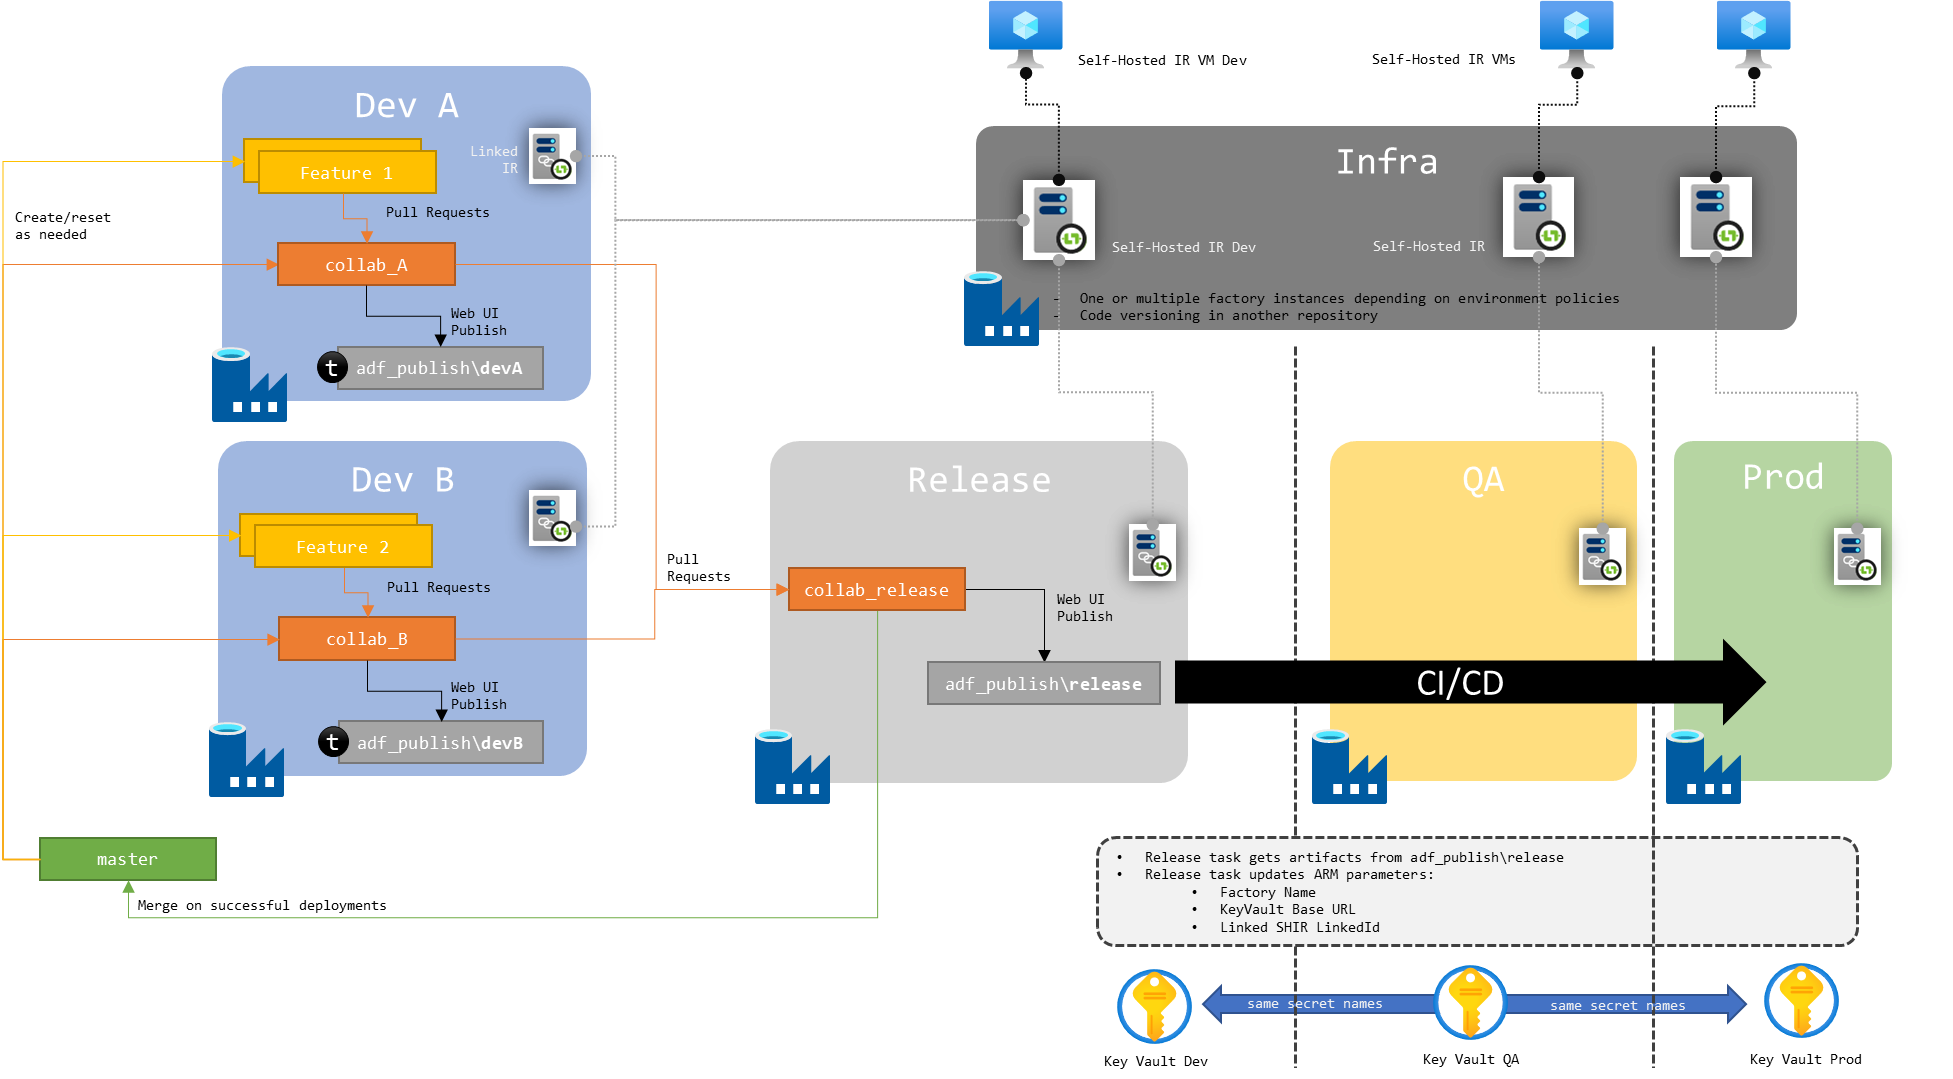 Self-Hosted IR VM Dev
Self-Hosted IR VMs
Dev A
Linked
IR
Feature 1
Pull Requests
Create/reset
as needed
collab_A
Web UI
Publish
t
adf_publish\devA
Infra
Self-Hosted IR Dev
Self-Hosted IR
- One or multiple factory instances depending on environment policies
- Code versioning in another repository
Dev B
Feature 2
Pull Requests
collab_B
Web UI
Publish
t
adf_publish\devB
Pull
Requests
Release
collab_release
Web UI
Publish
adf_publish\release
QA
Prod
CI/CD
master
Merge on successful deployments
• Release task gets artifacts from adf_publish\release
• Release task updates ARM parameters:
• Factory Name
• KeyVault Base URL
• Linked SHIR LinkedId
same secret names
same secret names
Key Vault Dev
Key Vault QA
Key Vault Prod